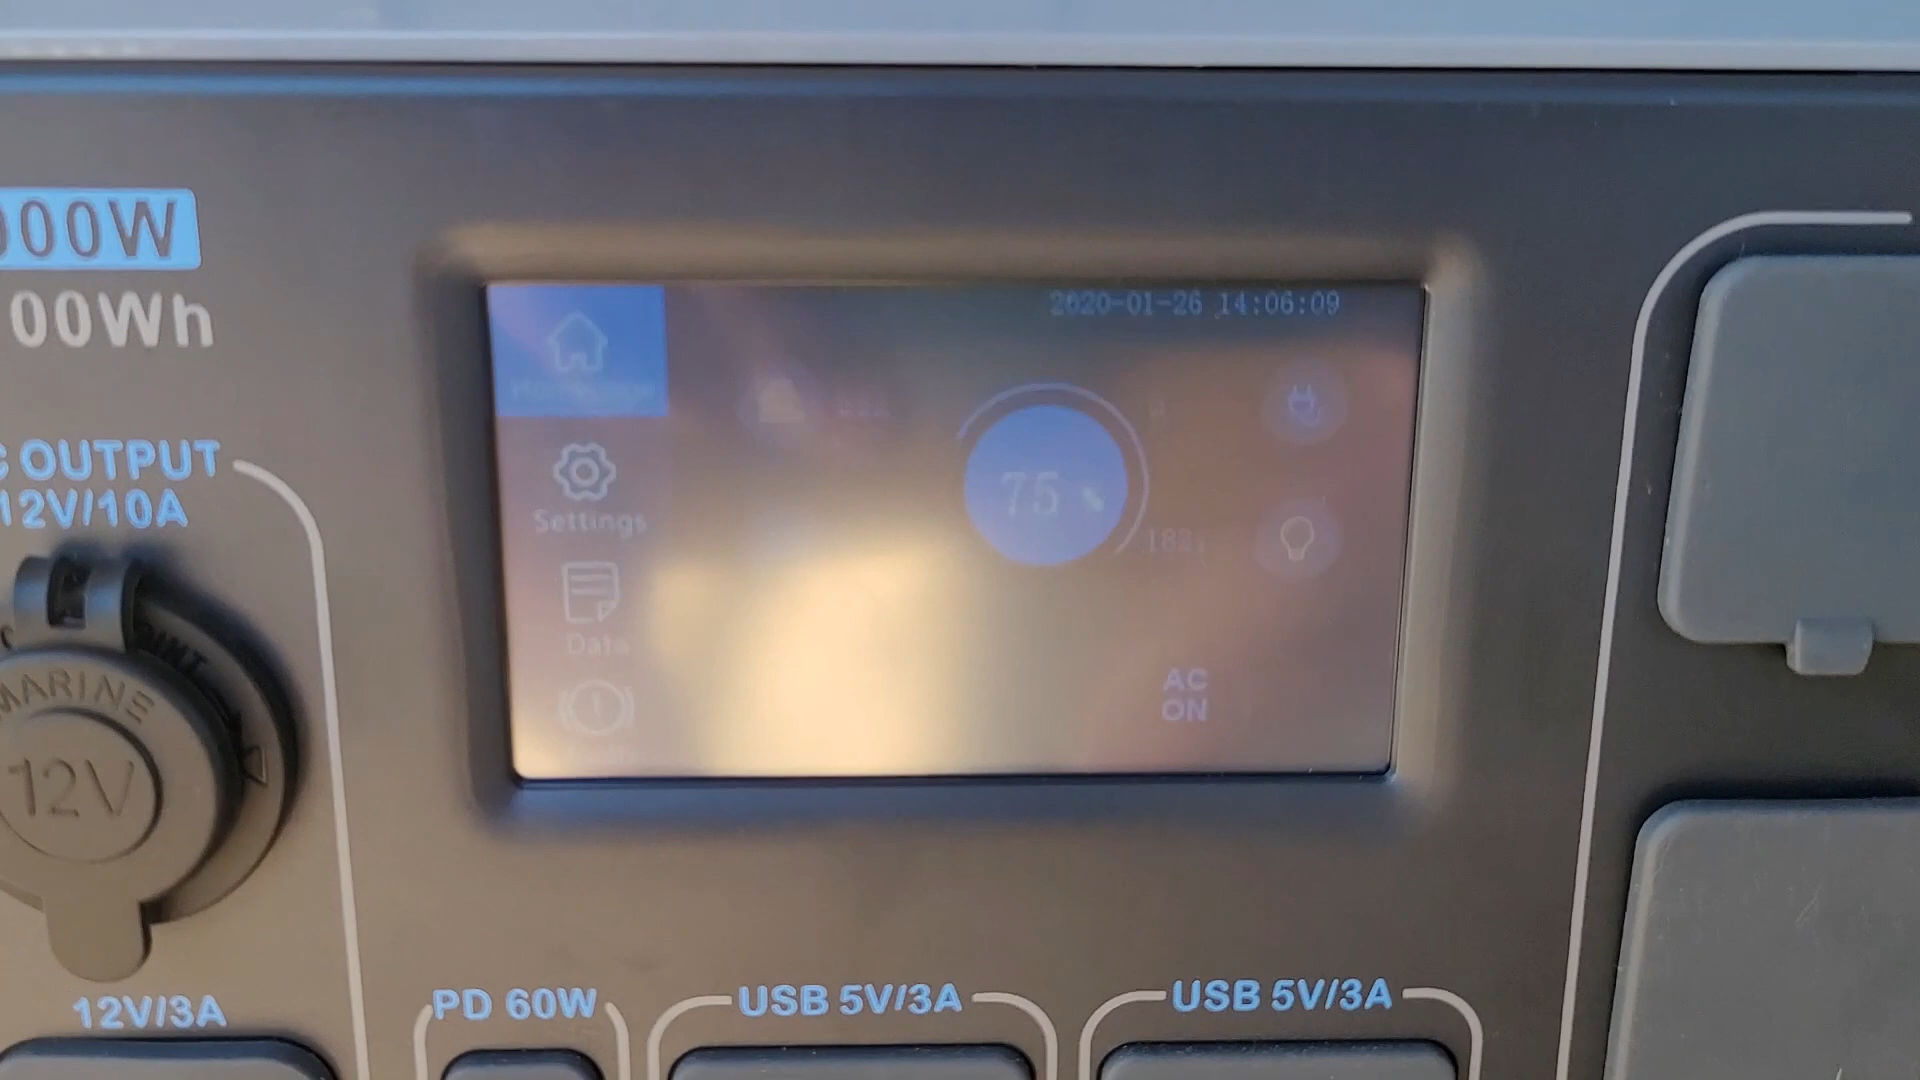 000W
00Wh
C OUTPUT
12V/10A
MARINE
12V
12V/3A
2020-01-26 14:06:09
75 %
Settings
Data
AC
ON
PD 60W
USB 5V/3A
USB 5V/3A